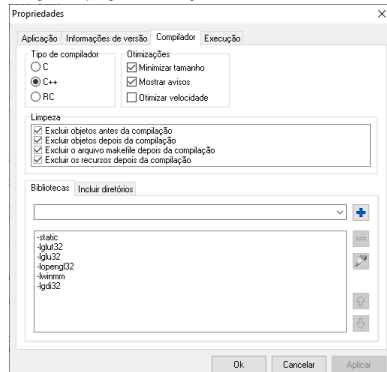 Propriedades
Aplicação Informações de versão Compilador Execução
Tipo de compilador
C
C++
RC
Otimizações
Minimizar tamanho
Mostrar avisos
Otimizar velocidade
Limpeza
Excluir objetos antes da compilação
Excluir objetos depois da compilação
Excluir o arquivo makefile depois da compilação
Excluir os recursos depois da compilação
Bibliotecas Incluir diretórios
-static
-lglut32
-lglu32
-lopengl32
-lwinmm
-lgdi32
Ok Cancelar Aplicar